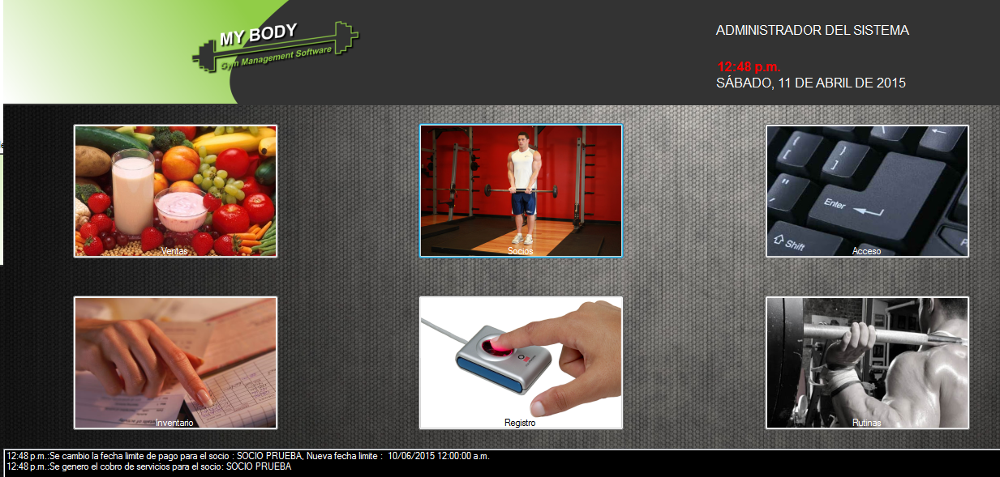 MY BODY
Gym Management Software
ADMINISTRADOR DEL SISTEMA
12:48 p.m.
SÁBADO, 11 DE ABRIL DE 2015
Ventas
Socios
{
[
}
]
"
'
Enter
Shift
Acceso
Inventario
Registro
Rutinas
12:48 p.m.:Se cambio la fecha limite de pago para el socio : SOCIO PRUEBA, Nueva fecha limite : 10/06/2015 12:00:00 a.m.
12:48 p.m.:Se genero el cobro de servicios para el socio: SOCIO PRUEBA